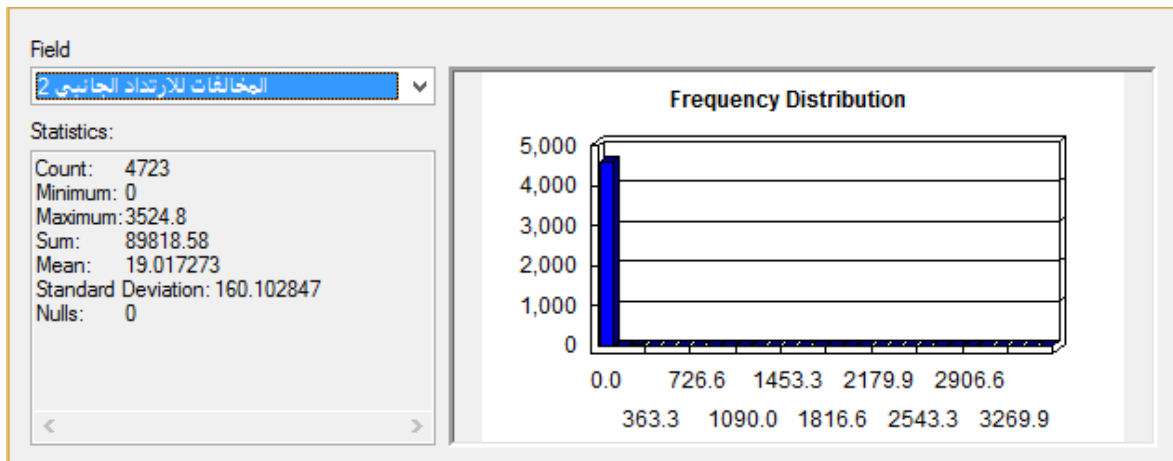 Field
المخالفات للارتداد الجانبي 2
Statistics:
Count: 4723
Minimum: 0
Maximum: 3524.8
Sum: 89818.58
Mean: 19.017273
Standard Deviation: 160.102847
Nulls: 0
Frequency Distribution
5,000
4,000
3,000
2,000
1,000
0
0.0 726.6 1453.3 2179.9 2906.6
363.3 1090.0 1816.6 2543.3 3269.9